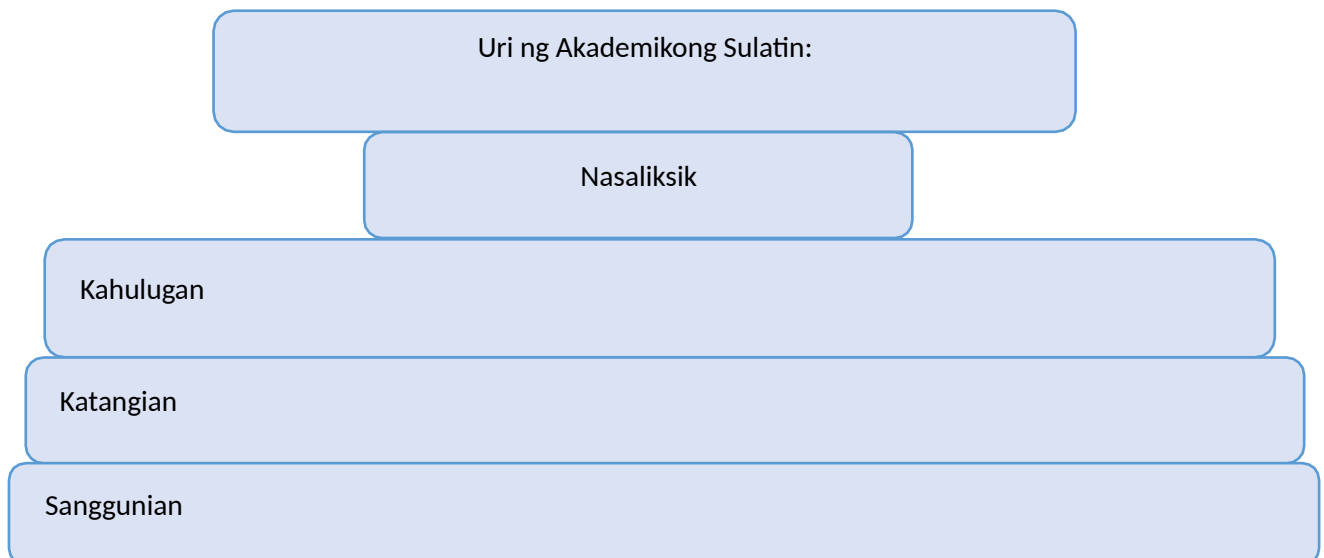 Uri ng Akademikong Sulatin:
Nasaliksik
Kahulugan
Katangian
Sanggunian